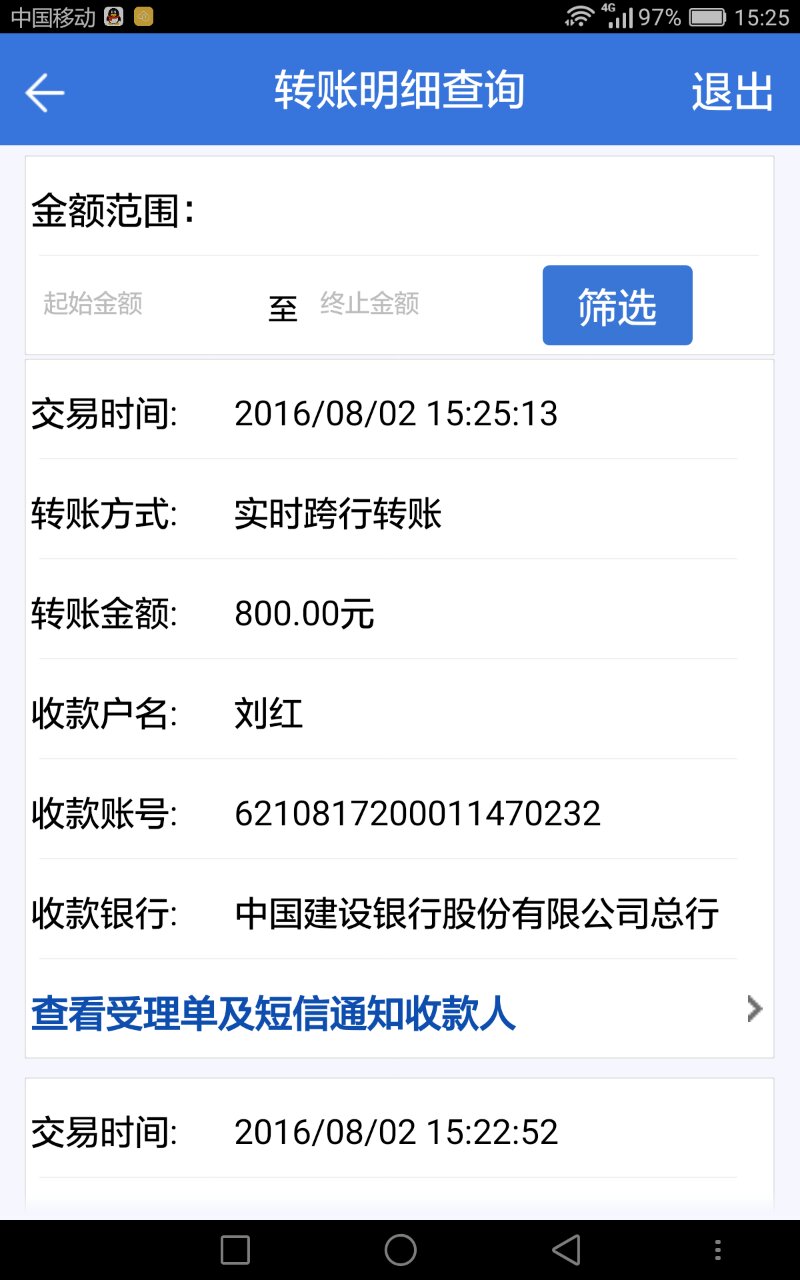 中国移动 4G 97% 15:25
转账明细查询 退出
金额范围：
起始金额 至 终止金额 筛选
交易时间: 2016/08/02 15:25:13
转账方式: 实时跨行转账
转账金额: 800.00元
收款户名: 刘红
收款账号: 6210817200011470232
收款银行: 中国建设银行股份有限公司总行
查看受理单及短信通知收款人
交易时间: 2016/08/02 15:22:52